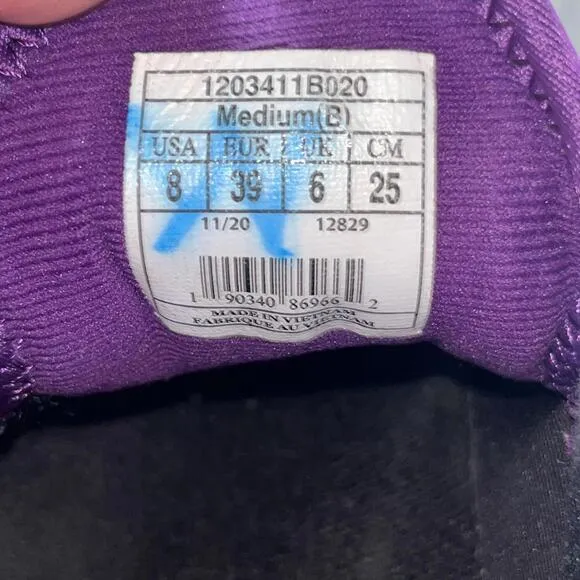 1203411B020
Medium(B)
USA EUR UK CM
8 39 6 25
11/20 12829
1 90340 86966 2
MADE IN VIETNAM
FABRIQUE AU VIETNAM